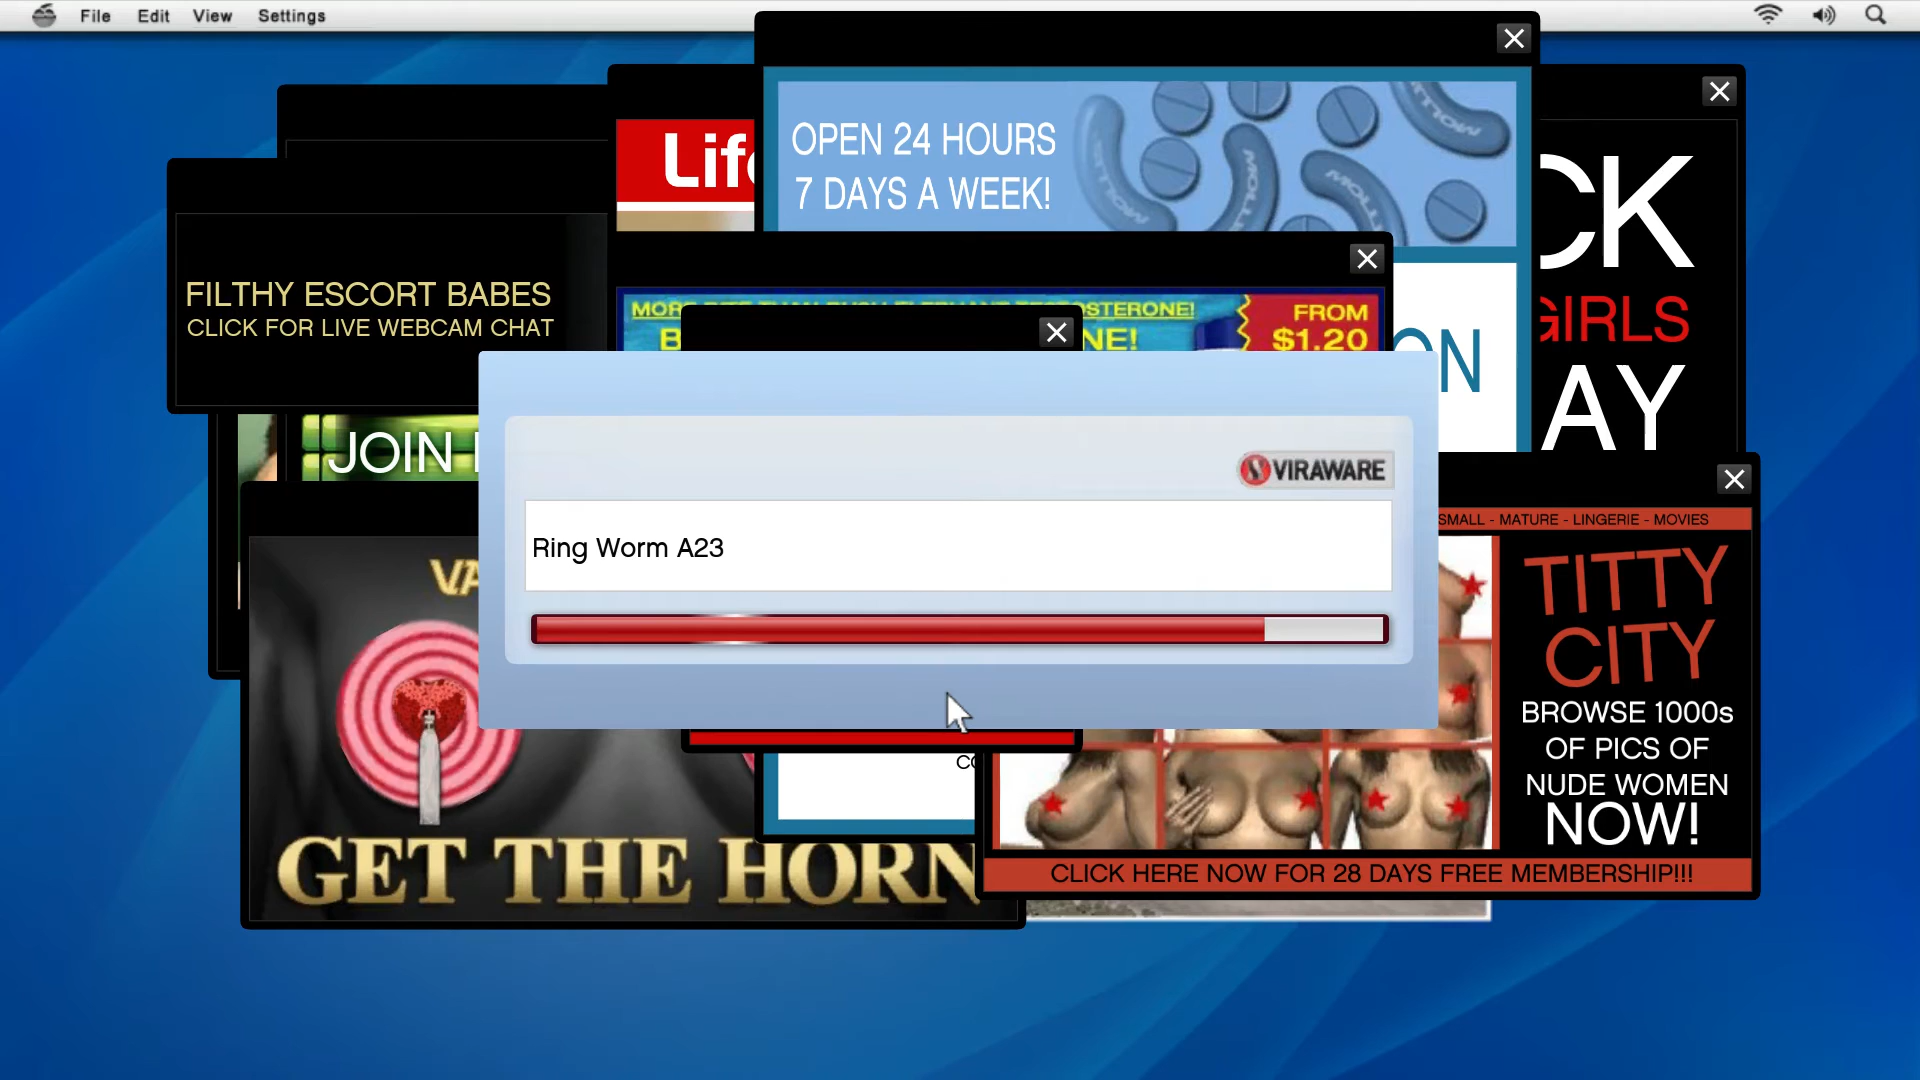 File Edit View Settings
OPEN 24 HOURS
7 DAYS A WEEK!
FILTHY ESCORT BABES
CLICK FOR LIVE WEBCAM CHAT
FROM
$1.20
GIRLS
JOIN
VIRAWARE
Ring Worm A23
SMALL - MATURE - LINGERIE - MOVIES
TITTY
CITY
BROWSE 1000s
OF PICS OF
NUDE WOMEN
NOW!
GET THE HORN
CLICK HERE NOW FOR 28 DAYS FREE MEMBERSHIP!!!